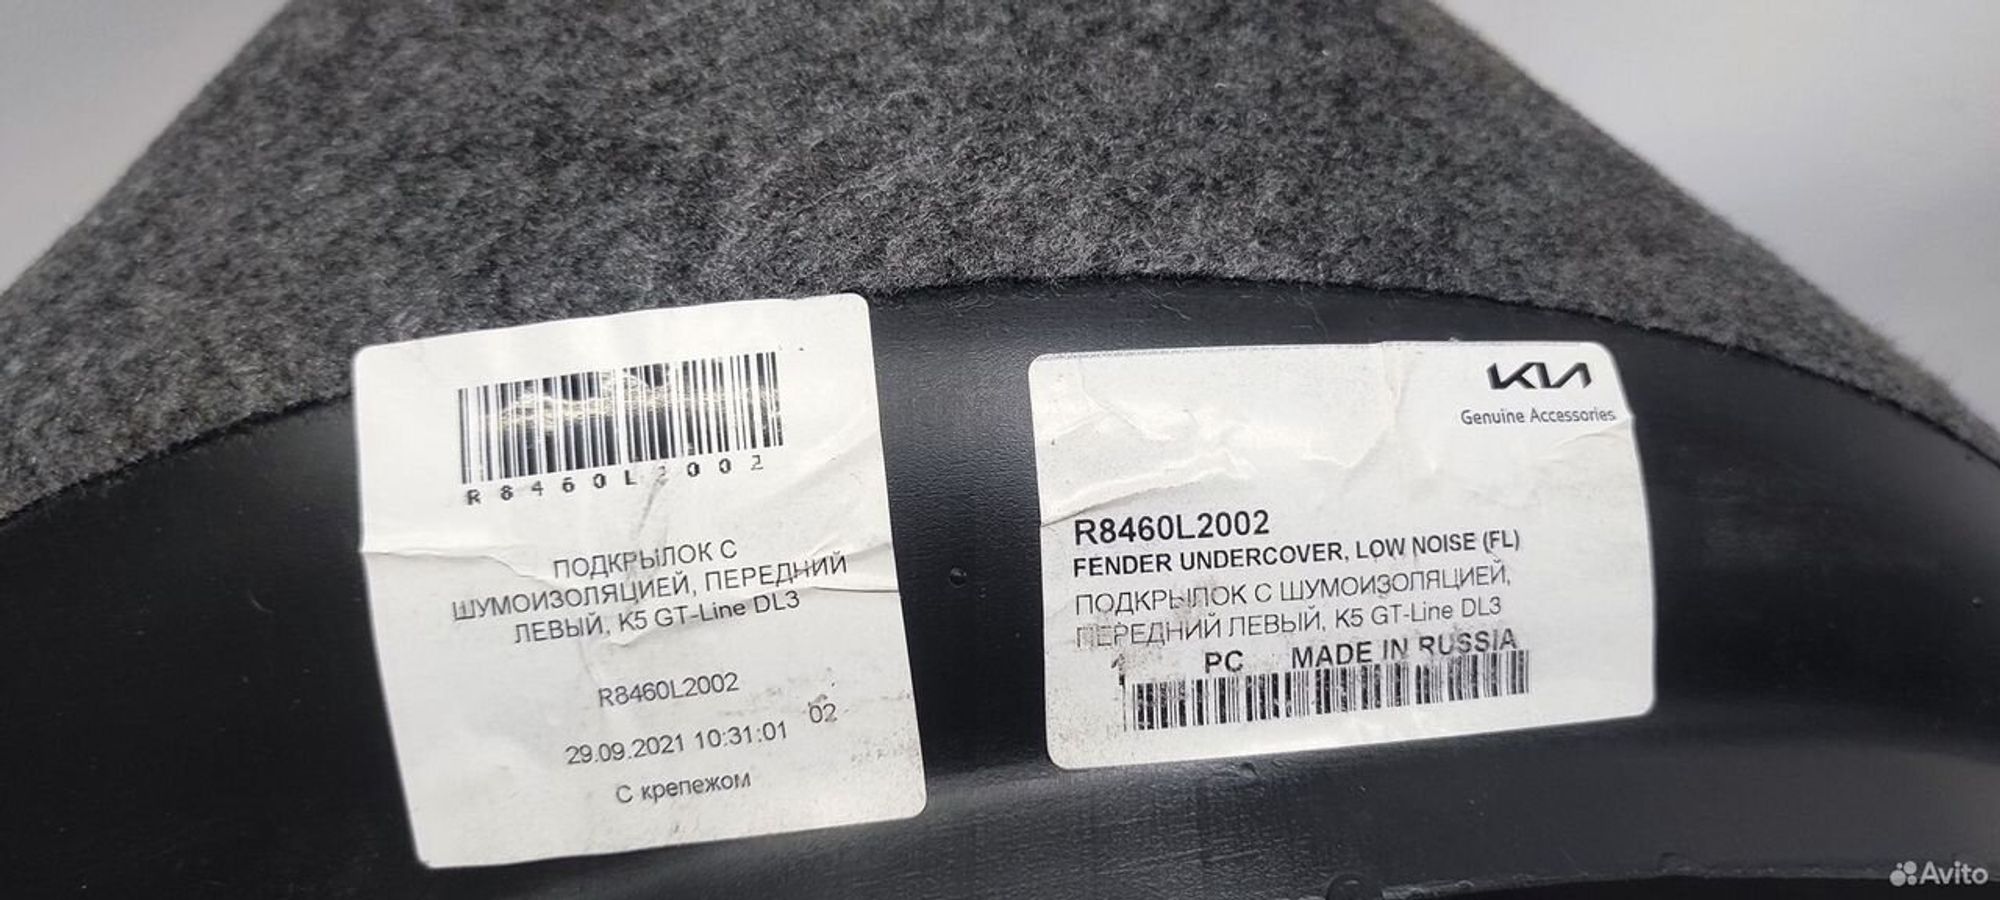 R8460L2002
ПОДКРЫЛОК С
ШУМОИЗОЛЯЦИЕЙ, ПЕРЕДНИЙ
ЛЕВЫЙ, K5 GT-Line DL3
R8460L2002
29.09.2021 10:31:01 02
С крепежом
KIA
Genuine Accessories
R8460L2002
FENDER UNDERCOVER, LOW NOISE (FL)
ПОДКРЫЛОК С ШУМОИЗОЛЯЦИЕЙ,
ПЕРЕДНИЙ ЛЕВЫЙ, K5 GT-Line DL3
1 PC MADE IN RUSSIA
Avito